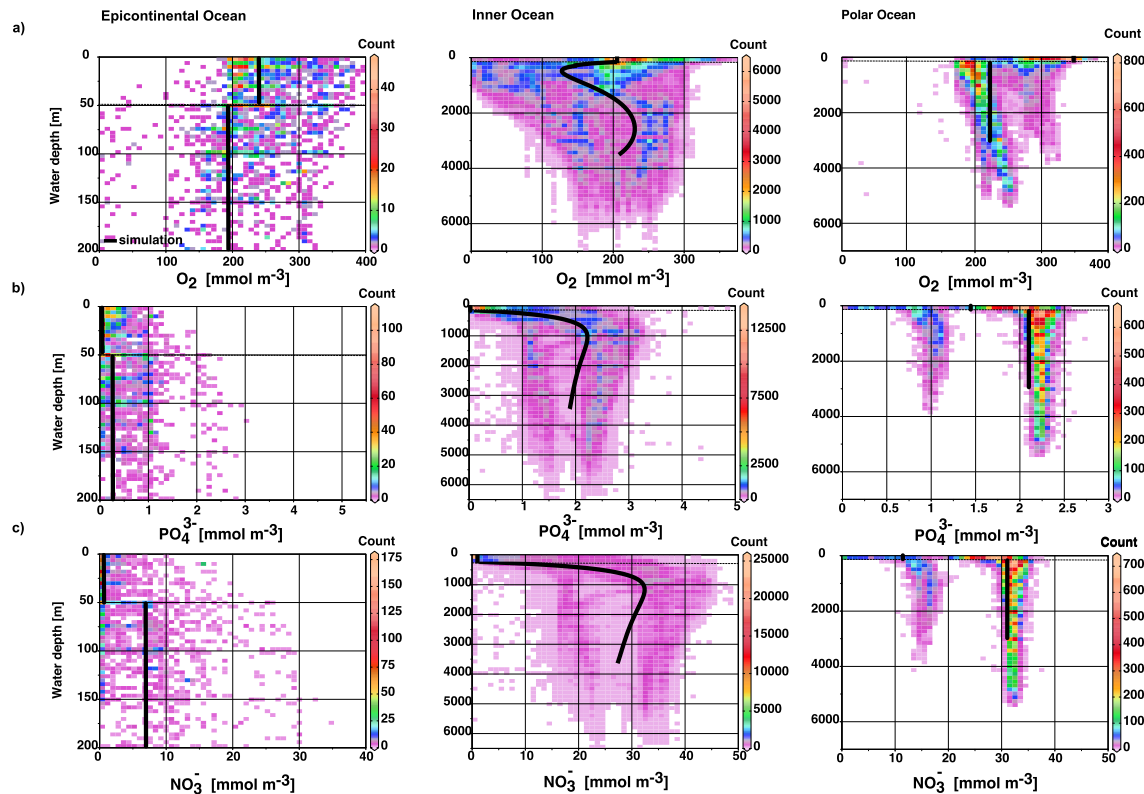 Epicontinental Ocean
Inner Ocean
Polar Ocean
a)
Count
Count
Count
0
50
100
150
200
Water depth [m]
simulation
0 100 200 300 400
O2 [mmol m-3]
40
30
20
10
0
0
2000
4000
6000
0 100 200 300
O2 [mmol m-3]
6000
5000
4000
3000
2000
1000
0
0
2000
4000
6000
100 200 300 400
O2 [mmol m-3]
800
600
400
200
0
b)
Count
Count
Count
0
50
100
150
200
Water depth [m]
0 1 2 3 4 5
PO4 3- [mmol m-3]
100
80
60
40
20
0
0
1000
2000
3000
4000
5000
6000
0 1 2 3 4 5
PO4 3- [mmol m-3]
12500
7500
2500
0
0
2000
4000
6000
0 0.5 1 1.5 2 2.5 3
PO4 3- [mmol m-3]
600
500
400
300
200
100
0
c)
Count
Count
Count
0
50
100
150
200
Water depth [m]
0 10 20 30 40
NO3- [mmol m-3]
175
150
125
100
75
50
25
0
0
1000
2000
3000
4000
5000
6000
0 10 20 30 40 50
NO3- [mmol m-3]
25000
20000
15000
10000
5000
0
0
2000
4000
6000
0 10 20 30 40 50
NO3- [mmol m-3]
700
600
500
400
300
200
100
0